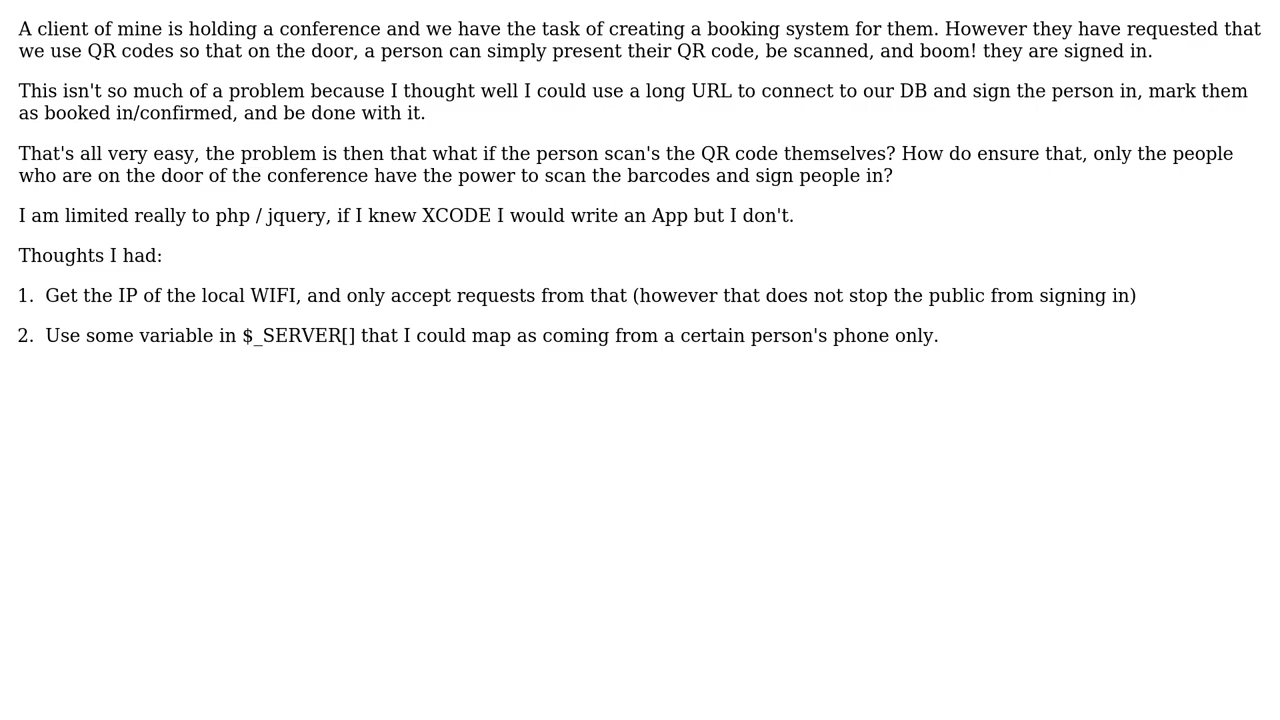 A client of mine is holding a conference and we have the task of creating a booking system for them. However they have requested that
we use QR codes so that on the door, a person can simply present their QR code, be scanned, and boom! they are signed in.
This isn't so much of a problem because I thought well I could use a long URL to connect to our DB and sign the person in, mark them
as booked in/confirmed, and be done with it.
That's all very easy, the problem is then that what if the person scan's the QR code themselves? How do ensure that, only the people
who are on the door of the conference have the power to scan the barcodes and sign people in?
I am limited really to php / jquery, if I knew XCODE I would write an App but I don't.
Thoughts I had:
1. Get the IP of the local WIFI, and only accept requests from that (however that does not stop the public from signing in)
2. Use some variable in $_SERVER[] that I could map as coming from a certain person's phone only.